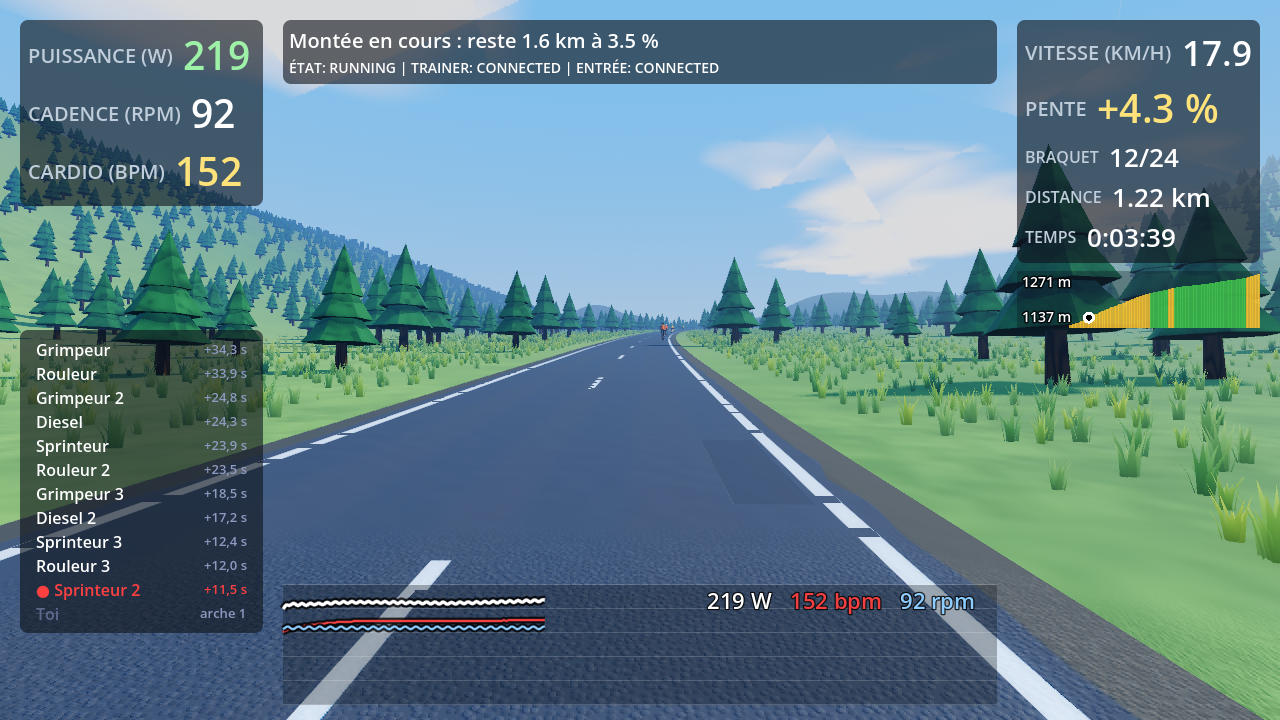 PUISSANCE (W) 219
CADENCE (RPM) 92
CARDIO (BPM) 152
Montée en cours : reste 1.6 km à 3.5 %
ÉTAT: RUNNING | TRAINER: CONNECTED | ENTRÉE: CONNECTED
VITESSE (KM/H) 17.9
PENTE +4.3 %
BRAQUET 12/24
DISTANCE 1.22 km
TEMPS 0:03:39
1271 m
1137 m
Grimpeur +34,3 s
Rouleur +33,9 s
Grimpeur 2 +24,8 s
Diesel +24,3 s
Sprinteur +23,9 s
Rouleur 2 +23,5 s
Grimpeur 3 +18,5 s
Diesel 2 +17,2 s
Sprinteur 3 +12,4 s
Rouleur 3 +12,0 s
Sprinteur 2 +11,5 s
Toi arche 1
219 W 152 bpm 92 rpm